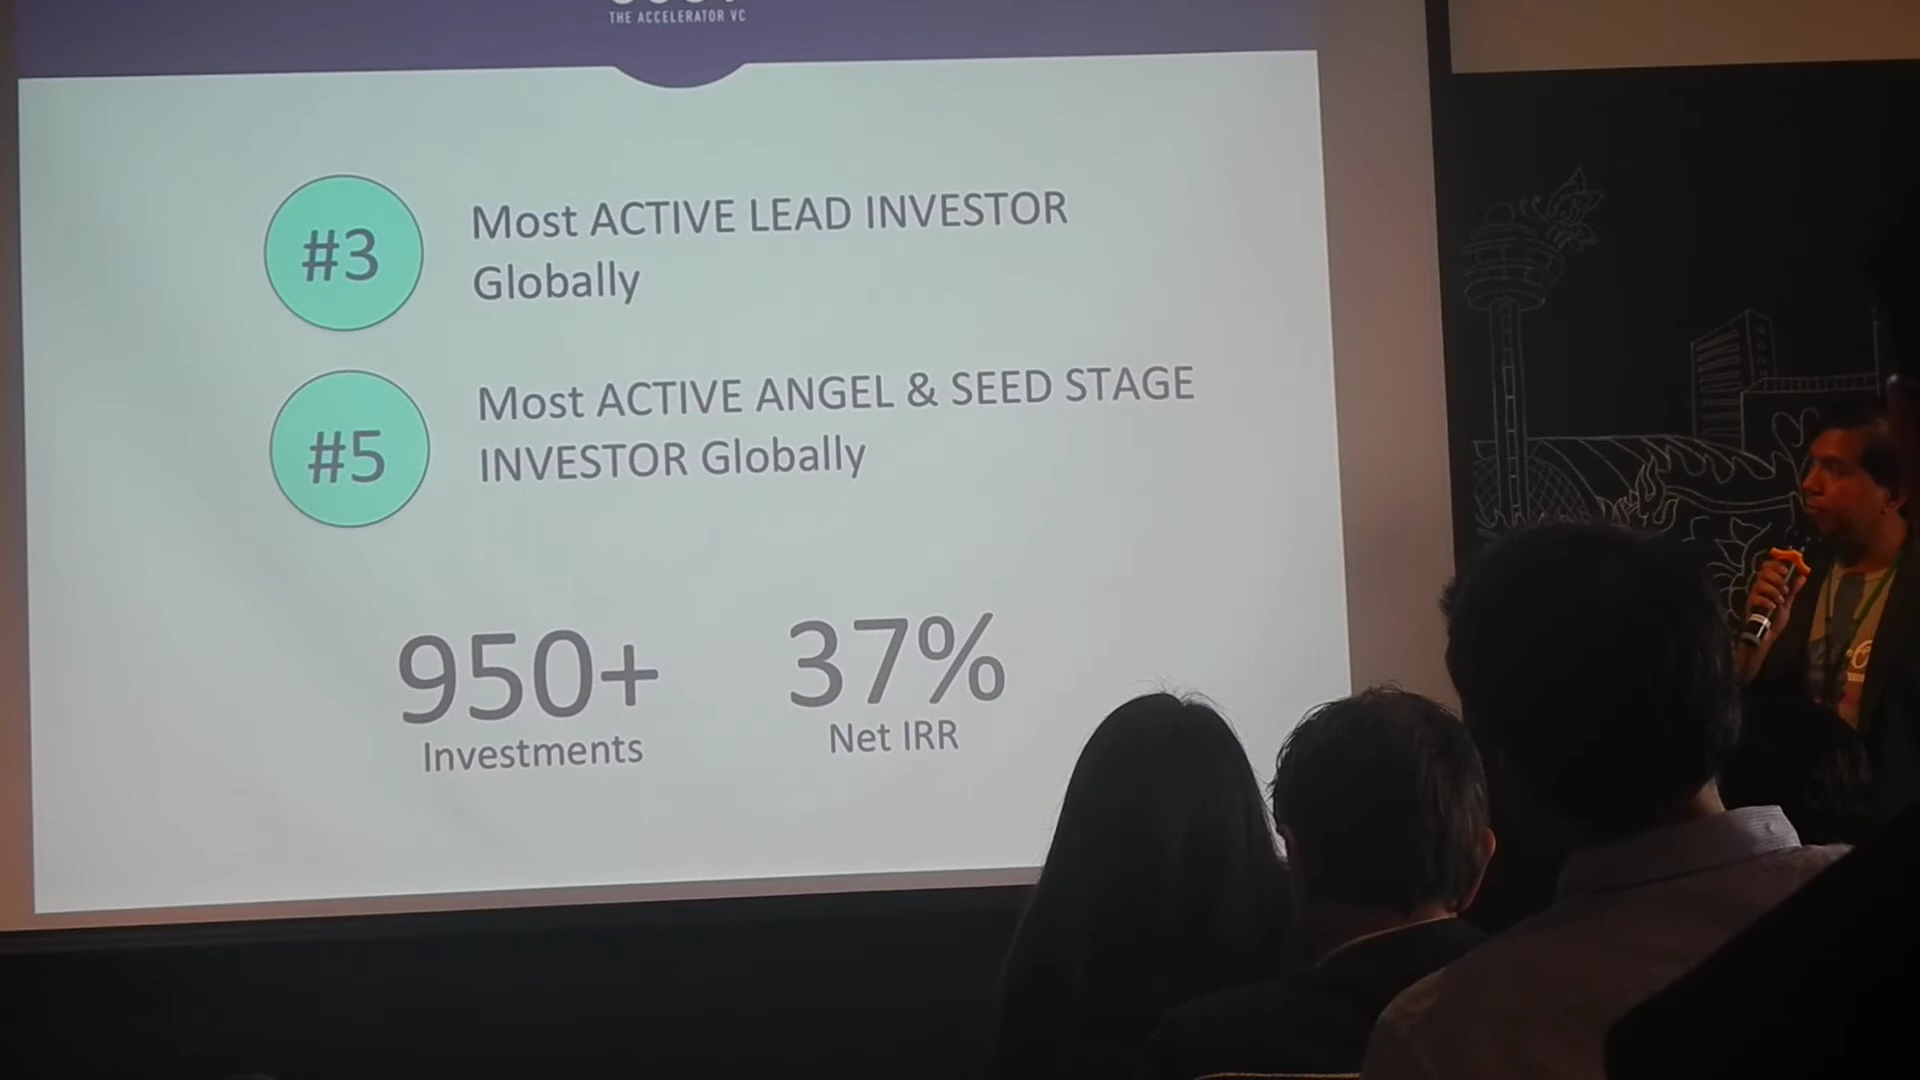 THE ACCELERATOR VC
#3
Most ACTIVE LEAD INVESTOR
Globally
#5
Most ACTIVE ANGEL & SEED STAGE
INVESTOR Globally
950+
Investments
37%
Net IRR